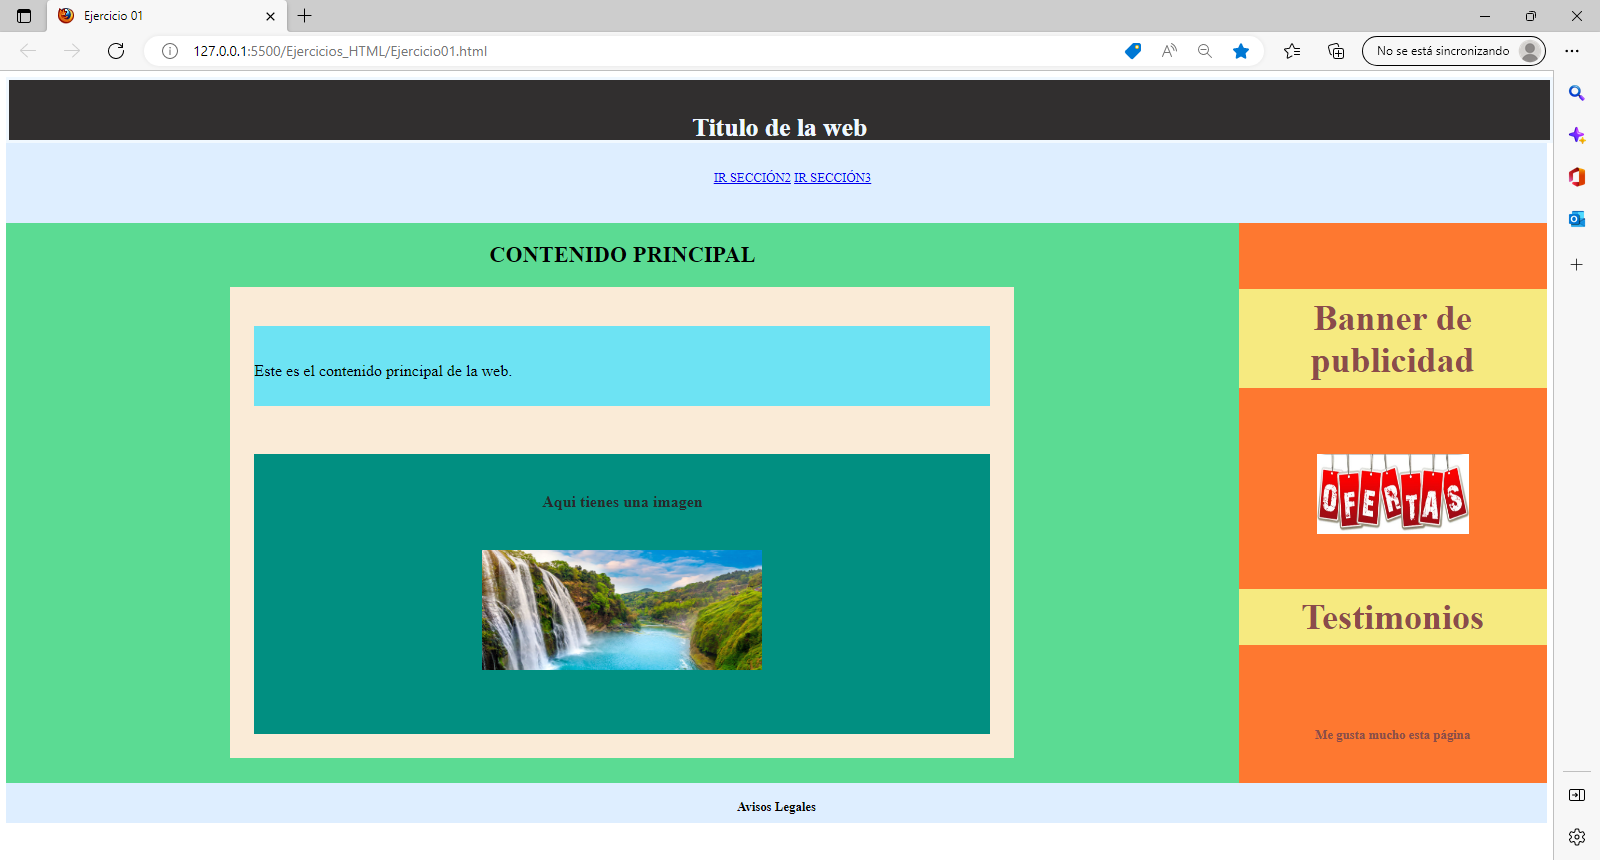 Ejercicio 01
127.0.0.1:5500/Ejercicios_HTML/Ejercicio01.html
No se está sincronizando
Titulo de la web
IR SECCIÓN2 IR SECCIÓN3
CONTENIDO PRINCIPAL
Este es el contenido principal de la web.
Aqui tienes una imagen
Banner de
publicidad
OFERTAS
Testimonios
Me gusta mucho esta página
Avisos Legales